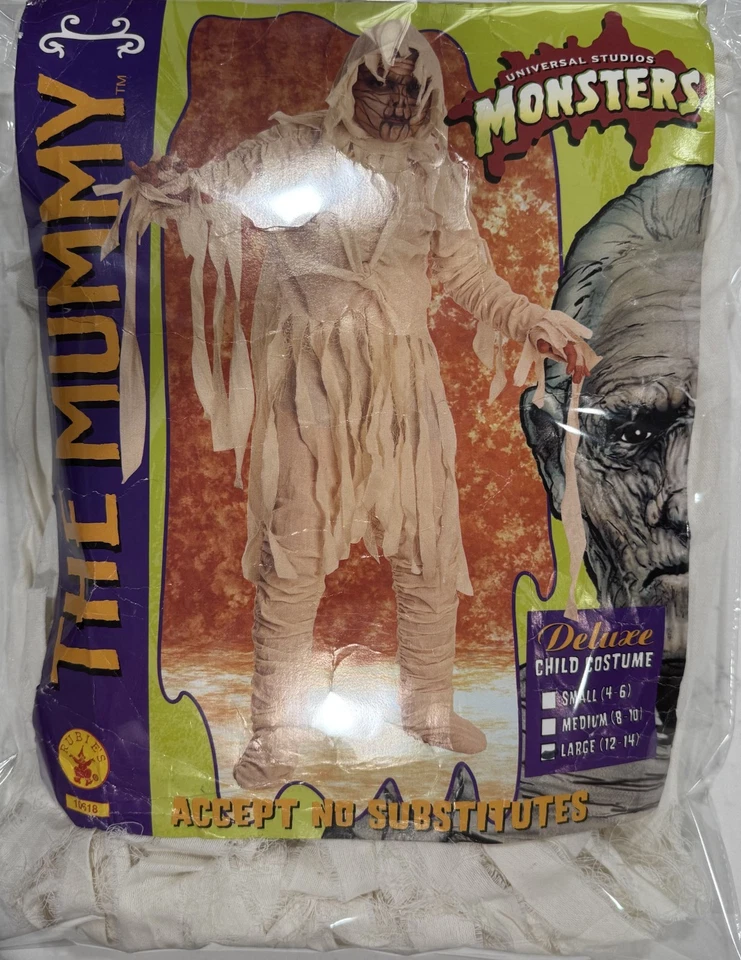 THE MUMMY™
UNIVERSAL STUDIOS
MONSTERS
Deluxe
CHILD COSTUME
SMALL (4-6)
MEDIUM (8-10)
LARGE (12-14)
RUBIE'S
ACCEPT NO SUBSTITUTES